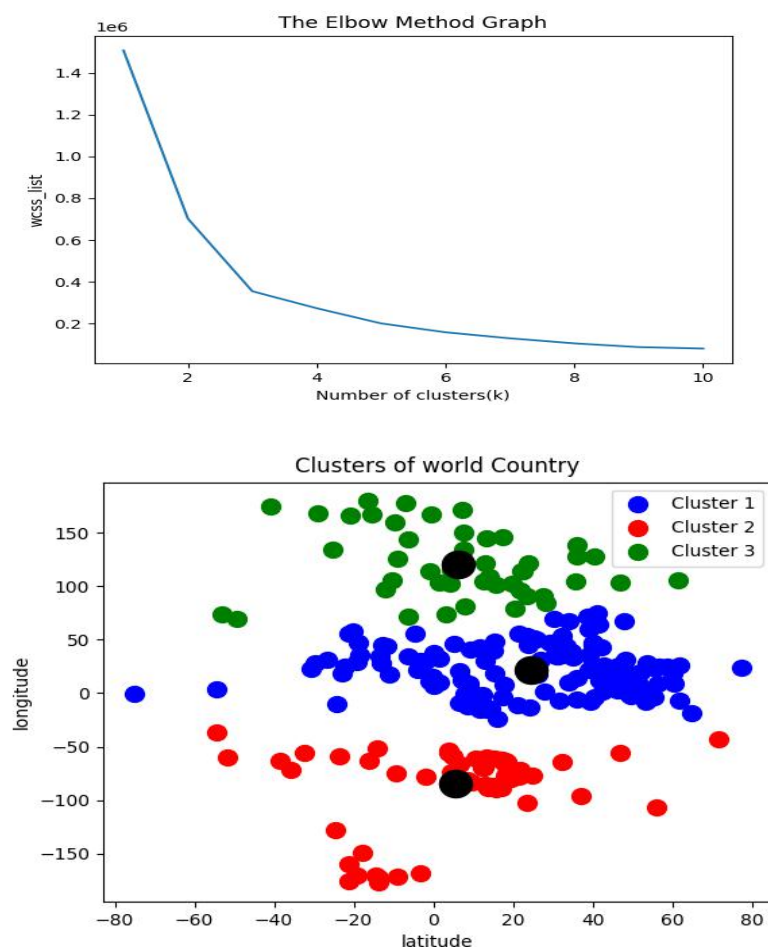 The Elbow Method Graph
1e6
1.4
1.2
1.0
0.8
0.6
0.4
0.2
wcss_list
2 4 6 8 10
Number of clusters(k)
Clusters of world Country
Cluster 1
Cluster 2
Cluster 3
150
100
50
0
−50
−100
−150
longitude
−80 −60 −40 −20 0 20 40 60 80
latitude